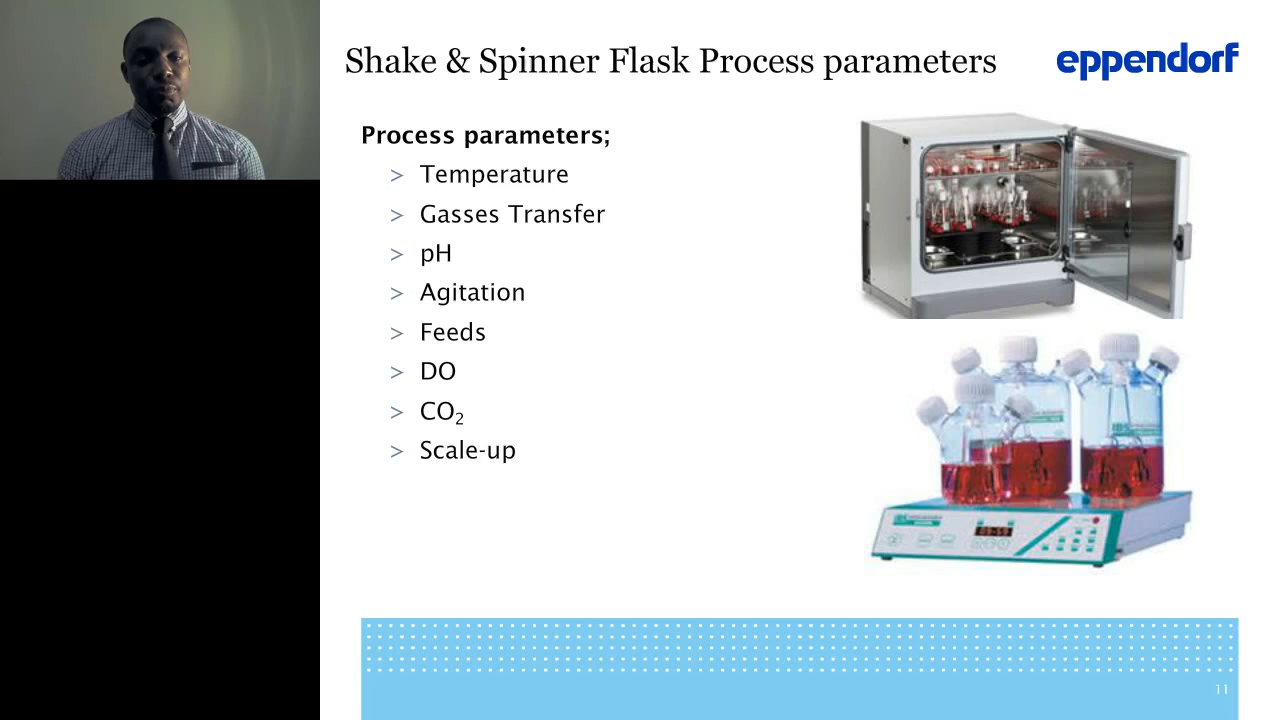 Shake & Spinner Flask Process parameters
eppendorf
Process parameters;
> Temperature
> Gasses Transfer
> pH
> Agitation
> Feeds
> DO
> CO₂
> Scale-up
IBS
11